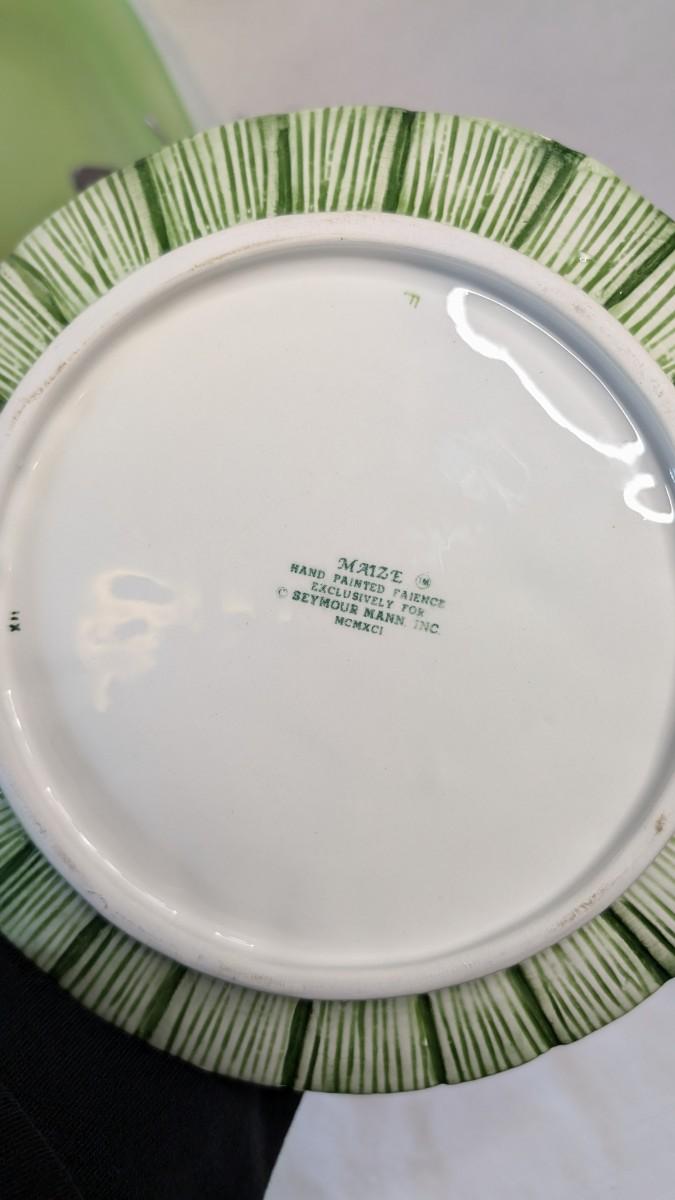 F
MAIZE TM
HAND PAINTED FAIENCE
EXCLUSIVELY FOR
© SEYMOUR MANN, INC.
MCMXCI